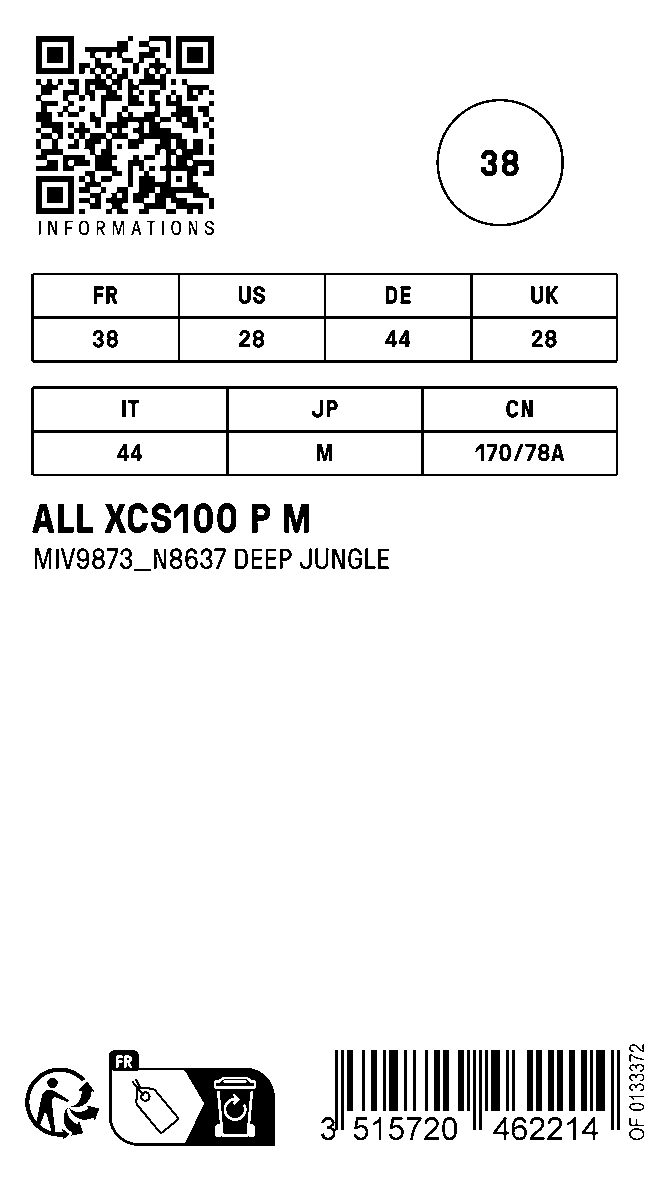 INFORMATIONS
38
FR US DE UK
38 28 44 28
IT JP CN
44 M 170/78A
ALL XCS100 P M
MIV9873_N8637 DEEP JUNGLE
FR
3 515720 462214
OF 0133372